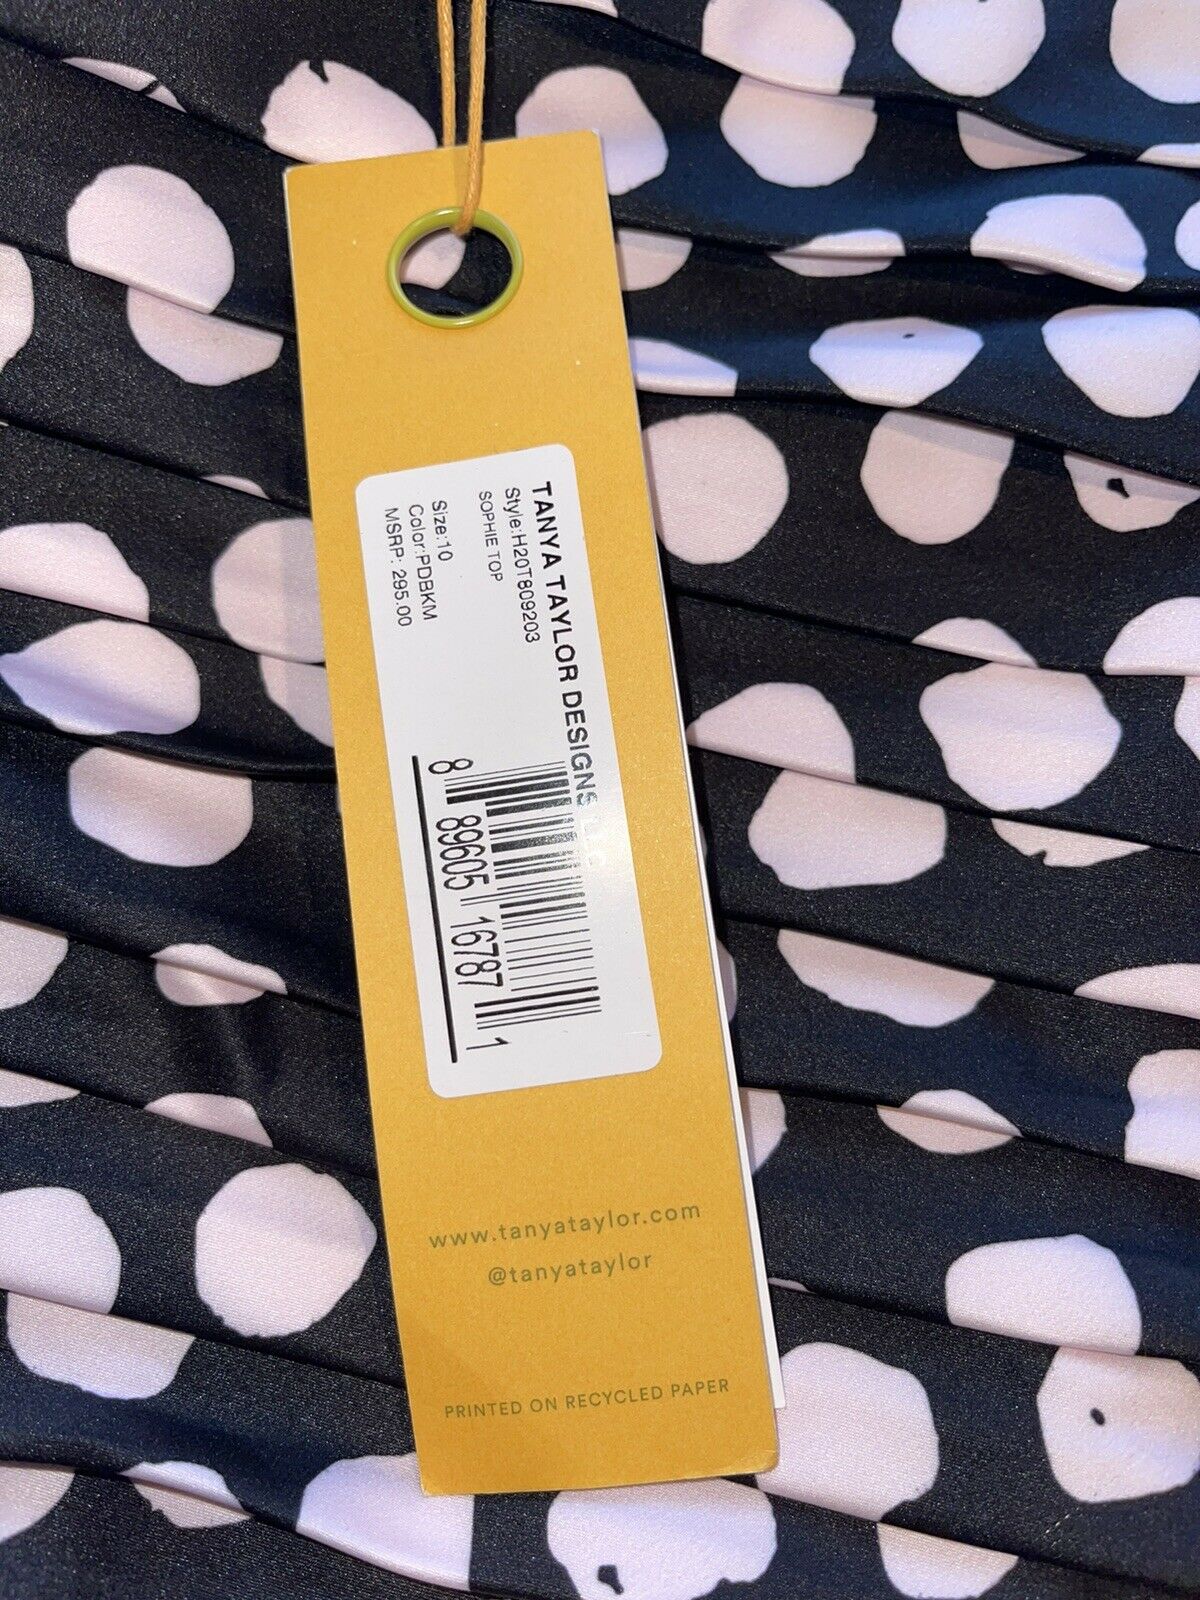 TANYA TAYLOR DESIGNS
Style:H20T809203
SOPHIE TOP
Size:10
Color:PDBKM
MSRP: 295.00
8 89605 16787 1
www.tanyataylor.com
@tanyataylor
PRINTED ON RECYCLED PAPER